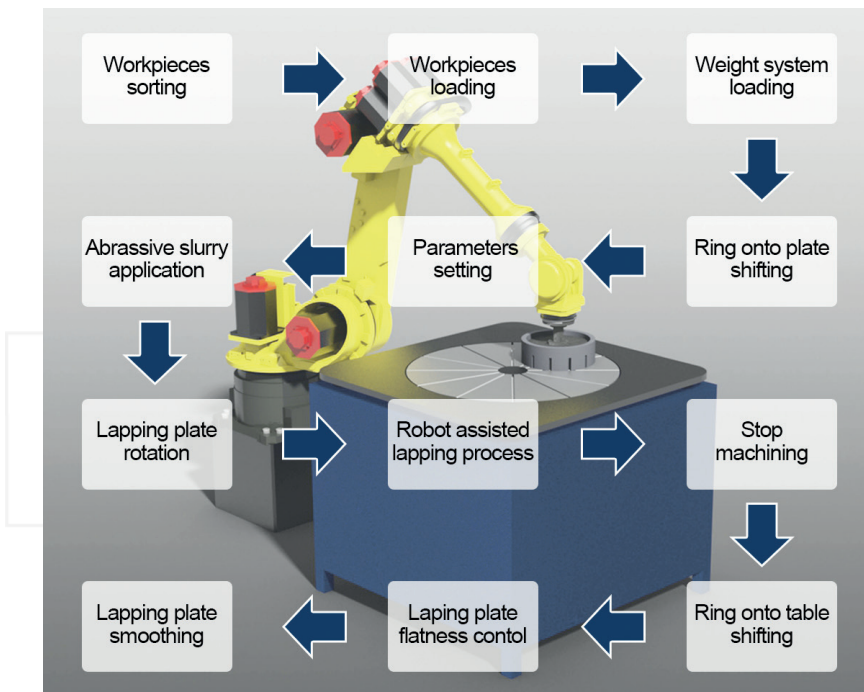 Workpieces
sorting
Workpieces
loading
Weight system
loading
Ring onto plate
shifting
Parameters
setting
Abrassive slurry
application
Lapping plate
rotation
Robot assisted
lapping process
Stop
machining
Ring onto table
shifting
Laping plate
flatness contol
Lapping plate
smoothing